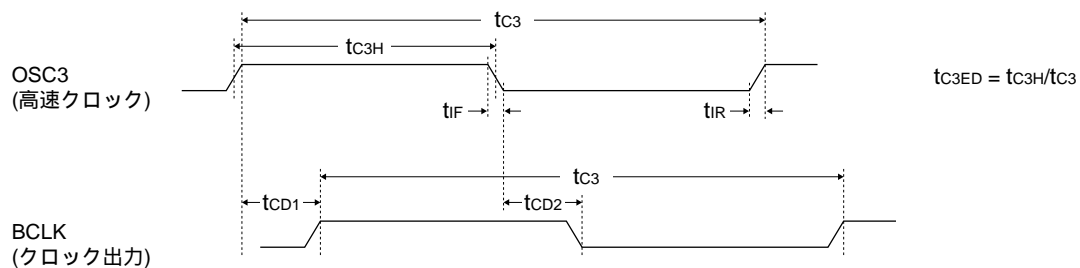 tC3
tC3H
OSC3
(高速クロック)
tC3ED = tC3H/tC3
tIF
tIR
tC3
tCD1
tCD2
BCLK
(クロック出力)